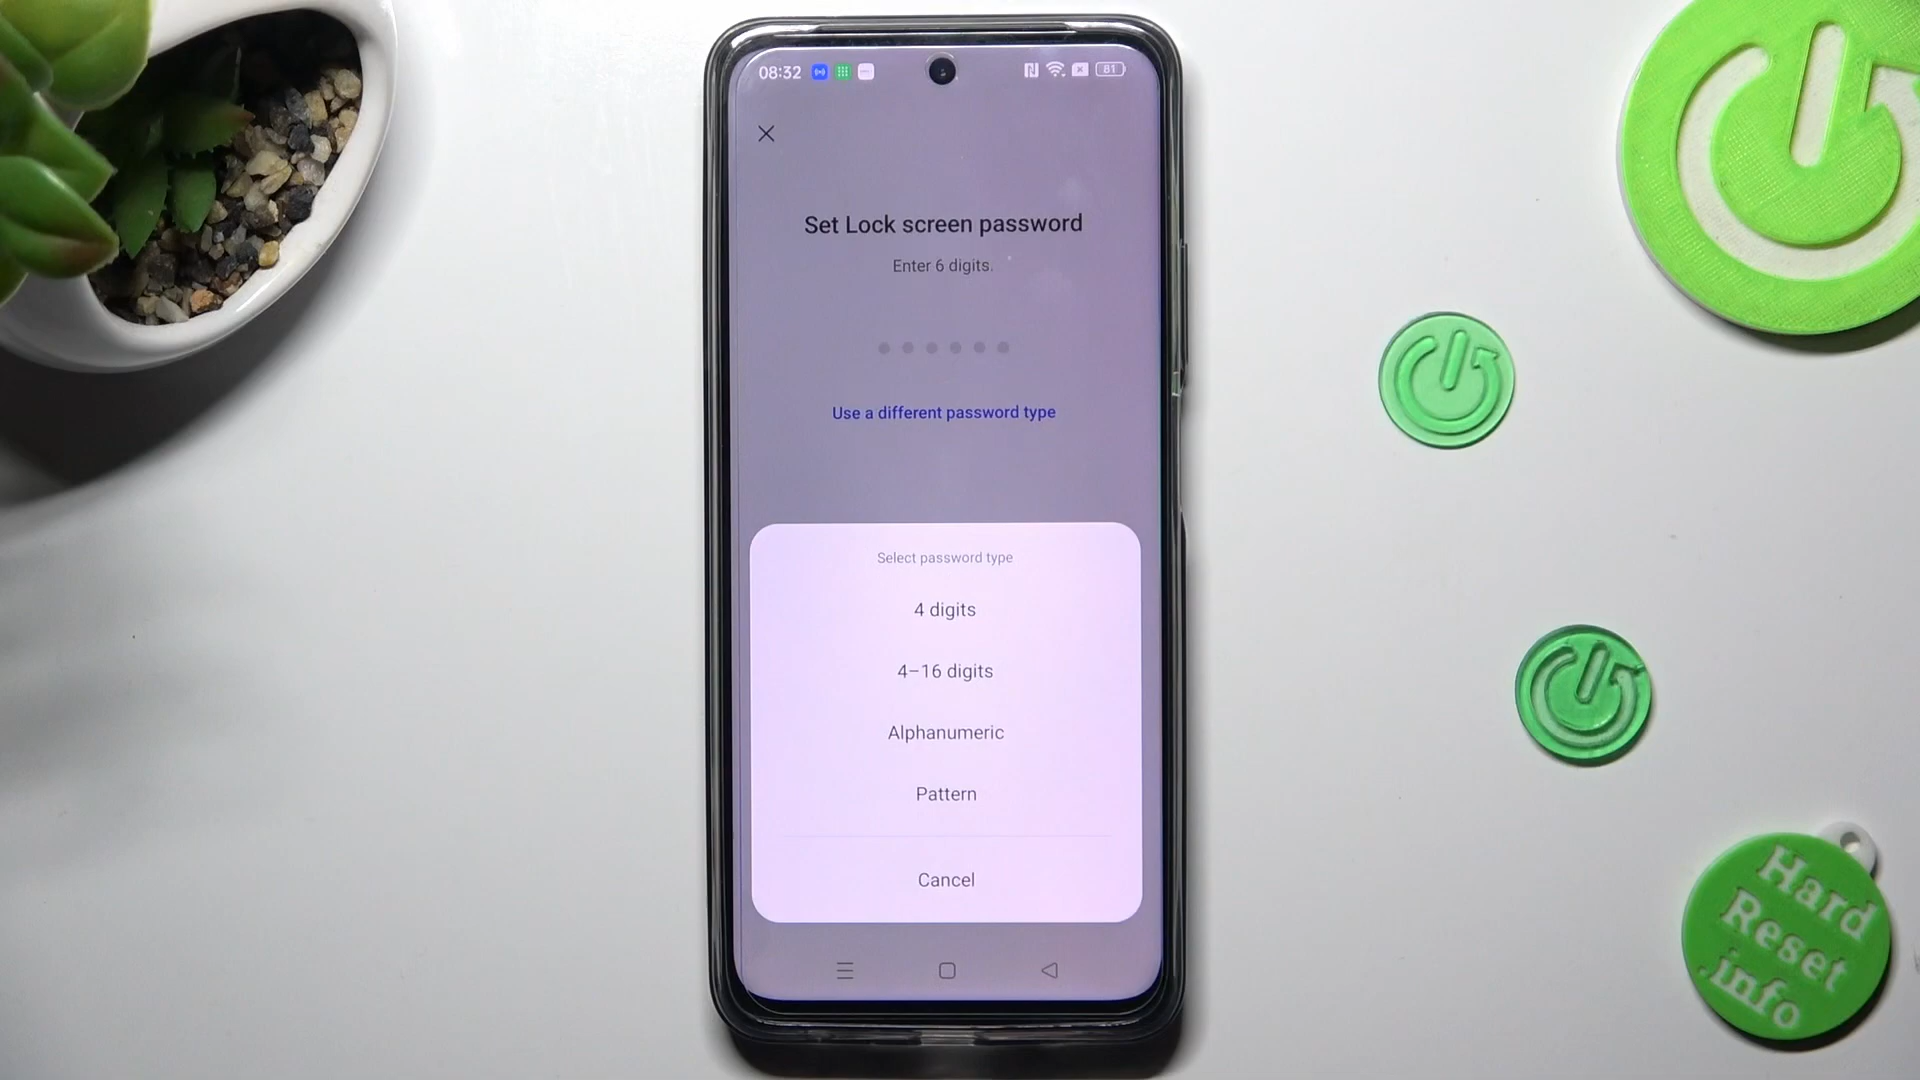 08:32
81
Set Lock screen password
Enter 6 digits.
Use a different password type
Select password type
4 digits
4–16 digits
Alphanumeric
Pattern
Cancel
Hard
Reset
.info